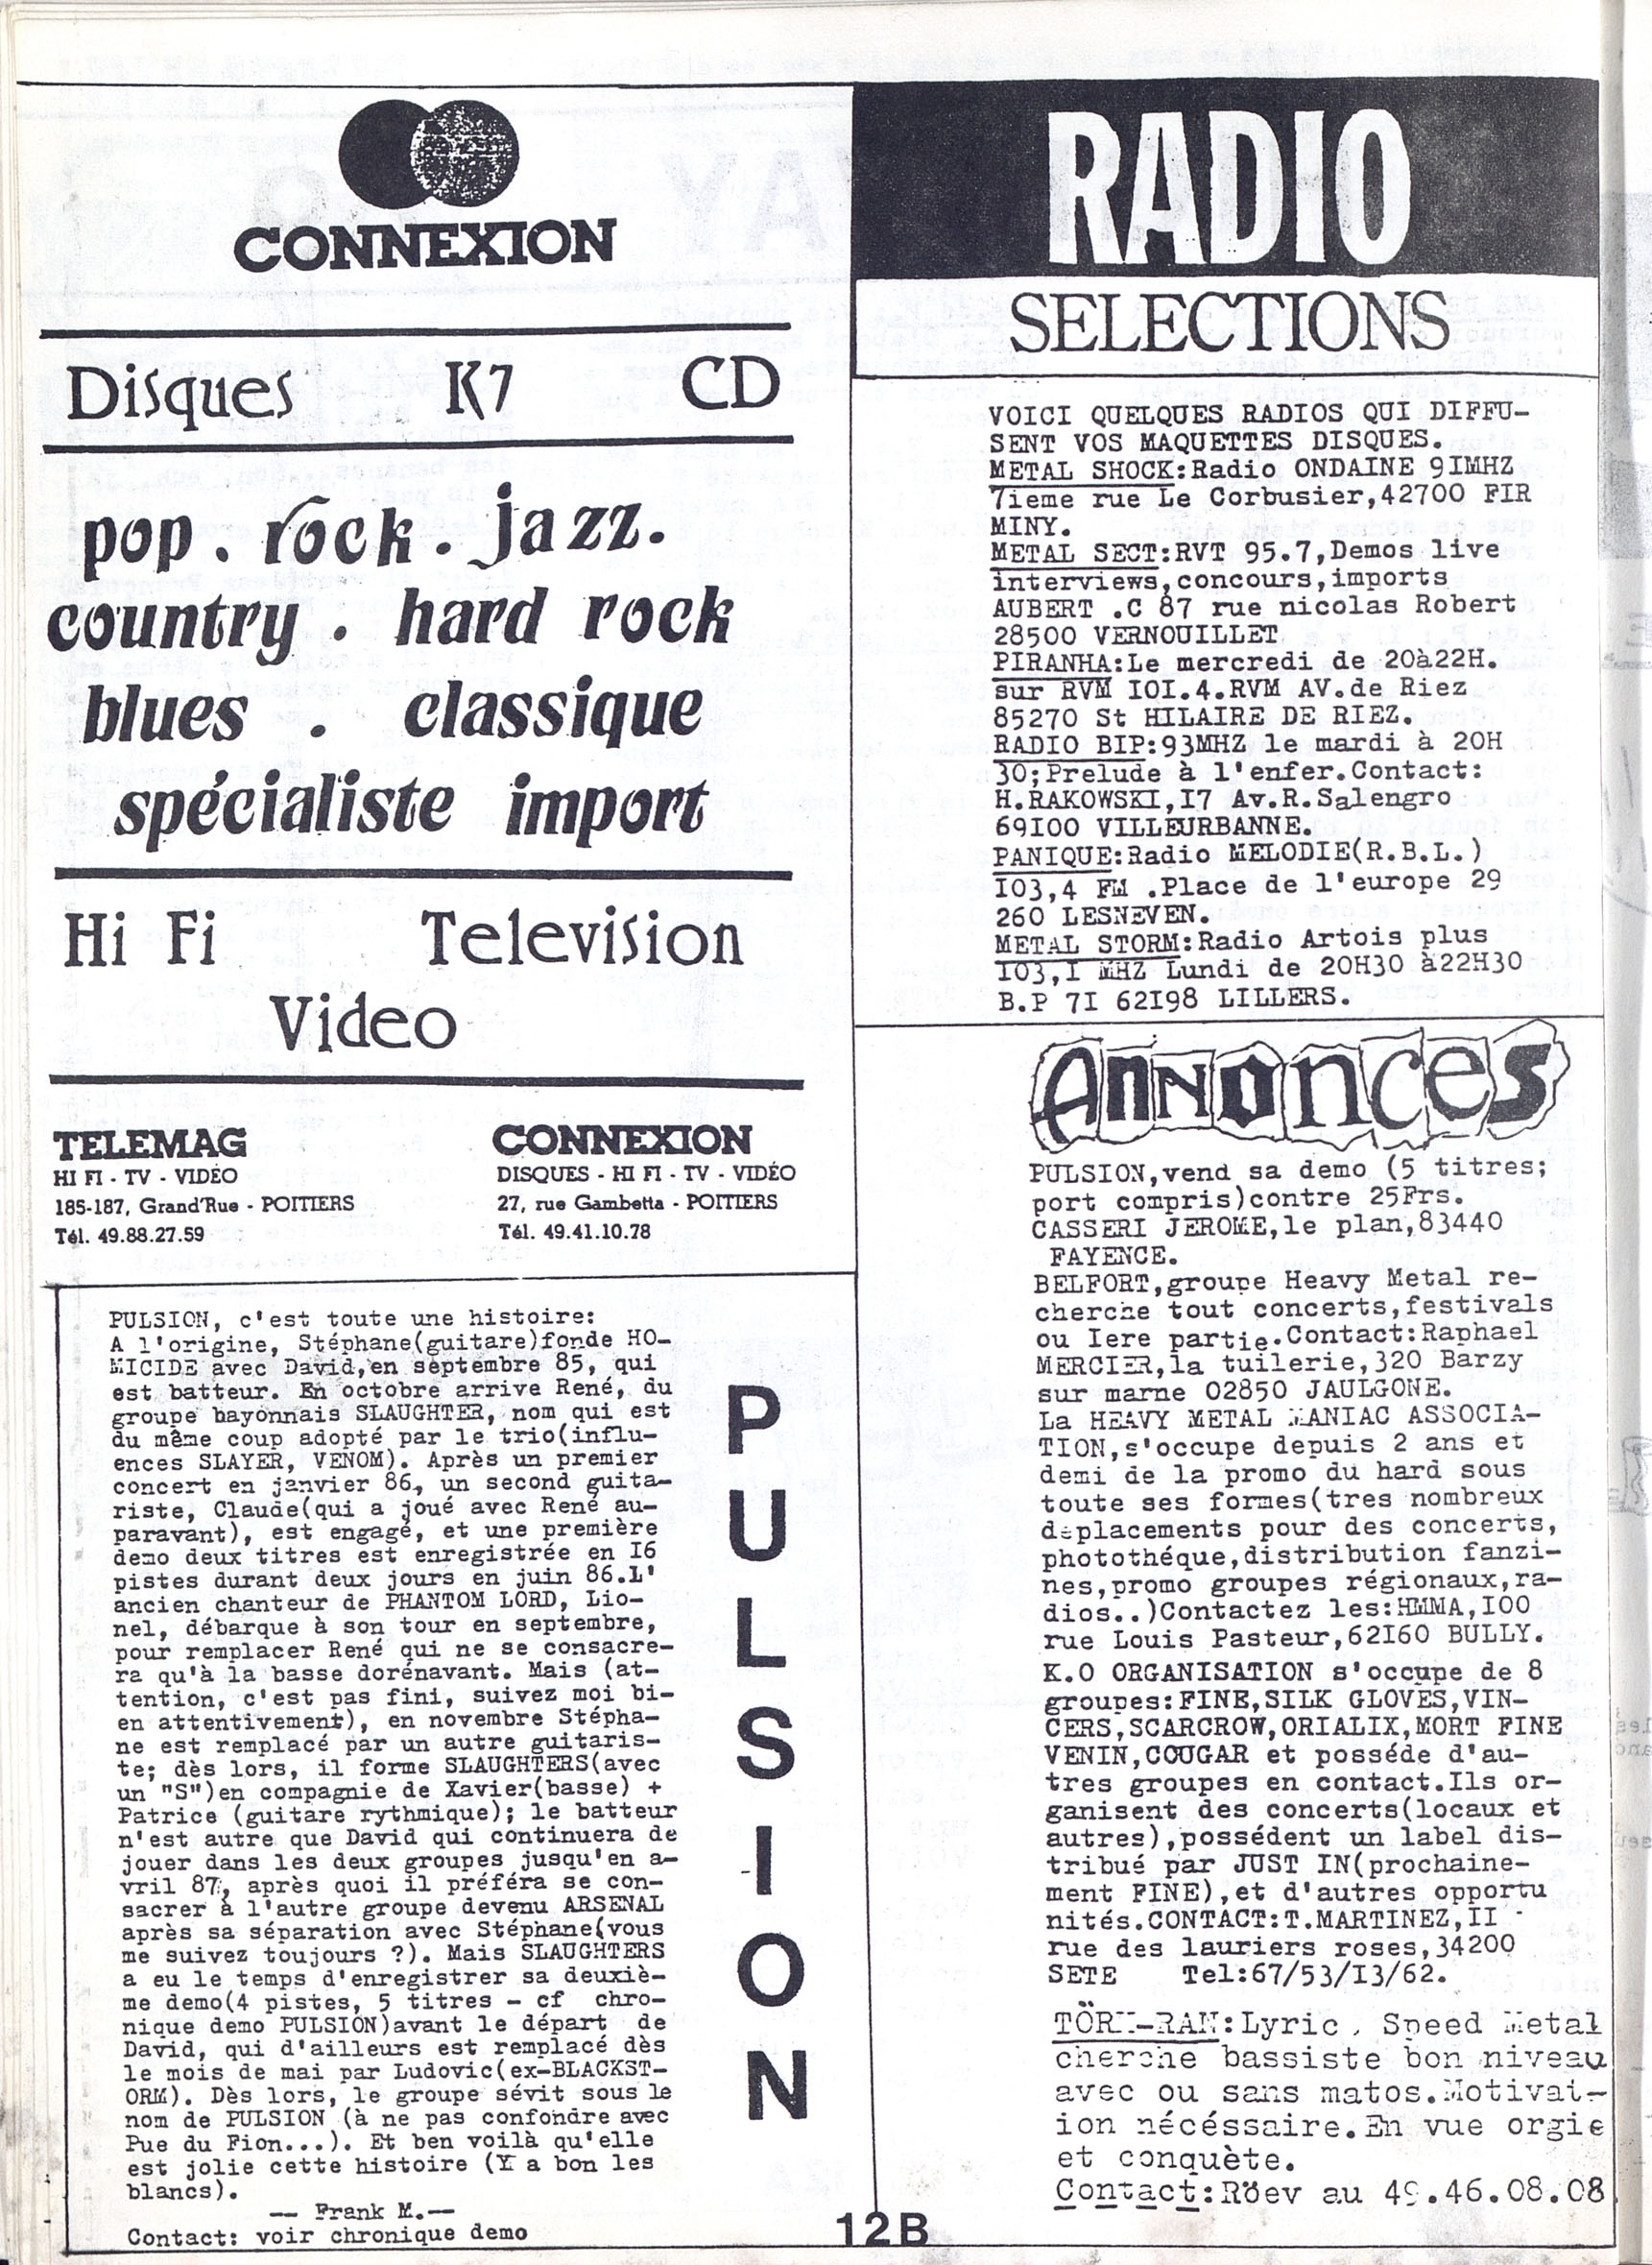 CONNEXION
Disques K7 CD
pop . rock . jazz.
country . hard rock
blues . classique
spécialiste import
Hi Fi Television
Video
TELEMAG
HI FI - TV - VIDÉO
185-187, Grand'Rue - POITIERS
Tél. 49.88.27.59
CONNEXION
DISQUES - HI FI - TV - VIDÉO
27, rue Gambetta - POITIERS
Tél. 49.41.10.78
PULSION, c'est toute une histoire:
A l'origine, Stéphane(guitare)fonde HO-
MICIDE avec David,en septembre 85, qui
est batteur. En octobre arrive René, du
groupe bayonnais SLAUGHTER, nom qui est
du même coup adopté par le trio(influ-
ences SLAYER, VENOM). Après un premier
concert en janvier 86, un second guita-
riste, Claude(qui a joué avec René au-
paravant), est engagé, et une première
demo deux titres est enregistrée en I6
pistes durant deux jours en juin 86.L'
ancien chanteur de PHANTOM LORD, Lio-
nel, débarque à son tour en septembre,
pour remplacer René qui ne se consacre-
ra qu'à la basse dorénavant. Mais (at-
tention, c'est pas fini, suivez moi bi-
en attentivement), en novembre Stépha-
ne est remplacé par un autre guitaris-
te; dès lors, il forme SLAUGHTERS(avec
un "S")en compagnie de Xavier(basse) +
Patrice (guitare rythmique); le batteur
n'est autre que David qui continuera de
jouer dans les deux groupes jusqu'en a-
vril 87, après quoi il préféra se con-
sacrer à l'autre groupe devenu ARSENAL
après sa séparation avec Stéphane(vous
me suivez toujours ?). Mais SLAUGHTERS
a eu le temps d'enregistrer sa deuxiè-
me demo(4 pistes, 5 titres - cf chro-
nique demo PULSION)avant le départ de
David, qui d'ailleurs est remplacé dès
le mois de mai par Ludovic(ex-BLACKST-
ORM). Dès lors, le groupe sévit sous le
nom de PULSION (à ne pas confondre avec
Pue du Fion...). Et ben voilà qu'elle
est jolie cette histoire (Y a bon les
blancs).
-- Frank M.--
Contact: voir chronique demo
P
U
L
S
I
O
N
RADIO
SELECTIONS
VOICI QUELQUES RADIOS QUI DIFFU-
SENT VOS MAQUETTES DISQUES.
METAL SHOCK:Radio ONDAINE 9IMHZ
7ieme rue Le Corbusier,42700 FIR
MINY.
METAL SECT:RVT 95.7,Demos live
interviews,concours,imports
AUBERT .C 87 rue nicolas Robert
28500 VERNOUILLET
PIRANHA:Le mercredi de 20à22H.
sur RVM IOI.4.RVM AV.de Riez
85270 St HILAIRE DE RIEZ.
RADIO BIP:93MHZ le mardi à 20H
30;Prelude à l'enfer.Contact:
H.RAKOWSKI,I7 Av.R.Salengro
69I00 VILLEURBANNE.
PANIQUE:Radio MELODIE(R.B.L.)
I03,4 FM .Place de l'europe 29
260 LESNEVEN.
METAL STORM:Radio Artois plus
I03,I MHZ Lundi de 20H30 à22H30
B.P 7I 62I98 LILLERS.
ANNONCES
PULSION,vend sa demo (5 titres;
port compris)contre 25Frs.
CASSERI JEROME,le plan,83440
FAYENCE.
BELFORT,groupe Heavy Metal re-
cherche tout concerts,festivals
ou Iere partie.Contact:Raphael
MERCIER,la tuilerie,320 Barzy
sur marne 02850 JAULGONE.
La HEAVY METAL MANIAC ASSOCIA-
TION,s'occupe depuis 2 ans et
demi de la promo du hard sous
toute ses formes(tres nombreux
déplacements pour des concerts,
photothéque,distribution fanzi-
nes,promo groupes régionaux,ra-
dios..)Contactez les:HMMA,I00
rue Louis Pasteur,62I60 BULLY.
K.O ORGANISATION s'occupe de 8
groupes:FINE,SILK GLOVES,VIN-
CERS,SCARCROW,ORIALIX,MORT FINE
VENIN,COUGAR et posséde d'au-
tres groupes en contact.Ils or-
ganisent des concerts(locaux et
autres),possédent un label dis-
tribué par JUST IN(prochaine-
ment FINE),et d'autres opportu
nités.CONTACT:T.MARTINEZ,II
rue des lauriers roses,34200
SETE Tel:67/53/I3/62.
Lyric, Speed Metal
cherche bassiste bon niveau
avec ou sans matos.Motivat-
ion nécéssaire.En vue orgie
et conquète.
Contact:Röev au 49.46.08.08
12B